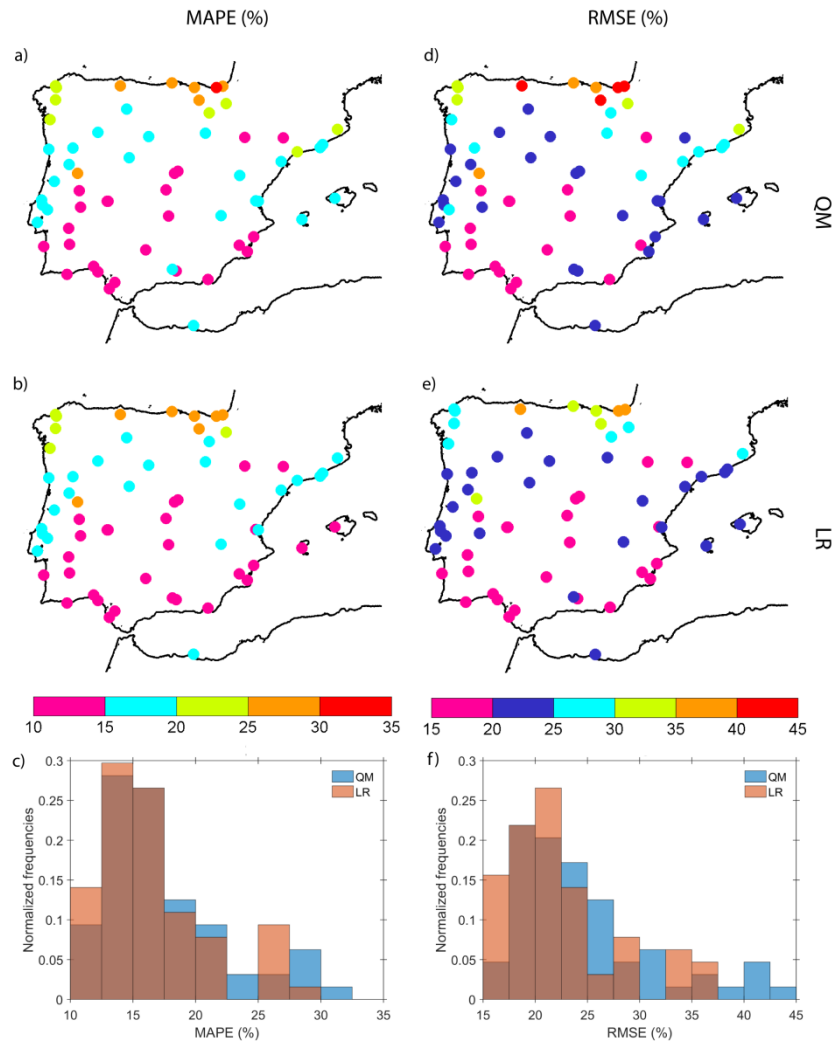 MAPE (%)
RMSE (%)
a)
d)
QM
b)
e)
LR
10 15 20 25 30 35
15 20 25 30 35 40 45
c)
0.3
0.25
0.2
0.15
0.1
0.05
0
Normalized frequencies
QM
LR
10 15 20 25 30 35
MAPE (%)
f)
0.3
0.25
0.2
0.15
0.1
0.05
0
Normalized frequencies
QM
LR
15 20 25 30 35 40 45
RMSE (%)